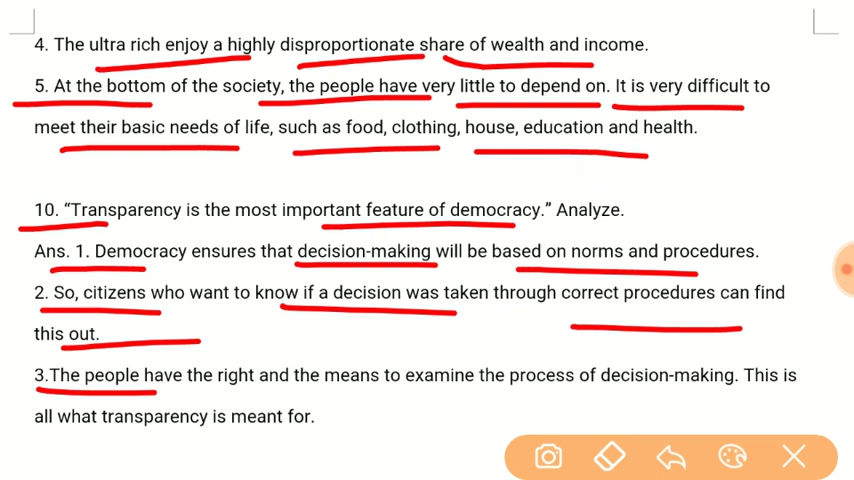 4. The ultra rich enjoy a highly disproportionate share of wealth and income.
5. At the bottom of the society, the people have very little to depend on. It is very difficult to
meet their basic needs of life, such as food, clothing, house, education and health.
10. “Transparency is the most important feature of democracy.” Analyze.
Ans. 1. Democracy ensures that decision-making will be based on norms and procedures.
2. So, citizens who want to know if a decision was taken through correct procedures can find
this out.
3.The people have the right and the means to examine the process of decision-making. This is
all what transparency is meant for.